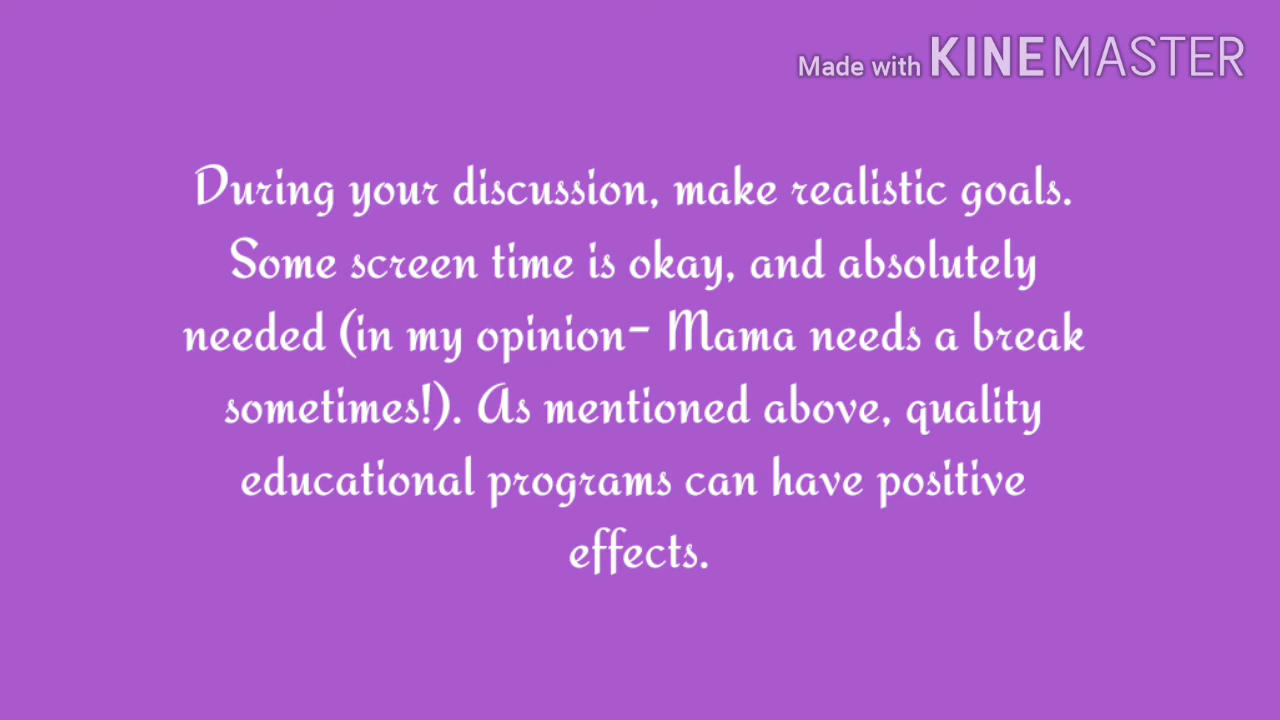 Made with KINEMASTER
During your discussion, make realistic goals.
Some screen time is okay, and absolutely
needed (in my opinion- Mama needs a break
sometimes!). As mentioned above, quality
educational programs can have positive
effects.